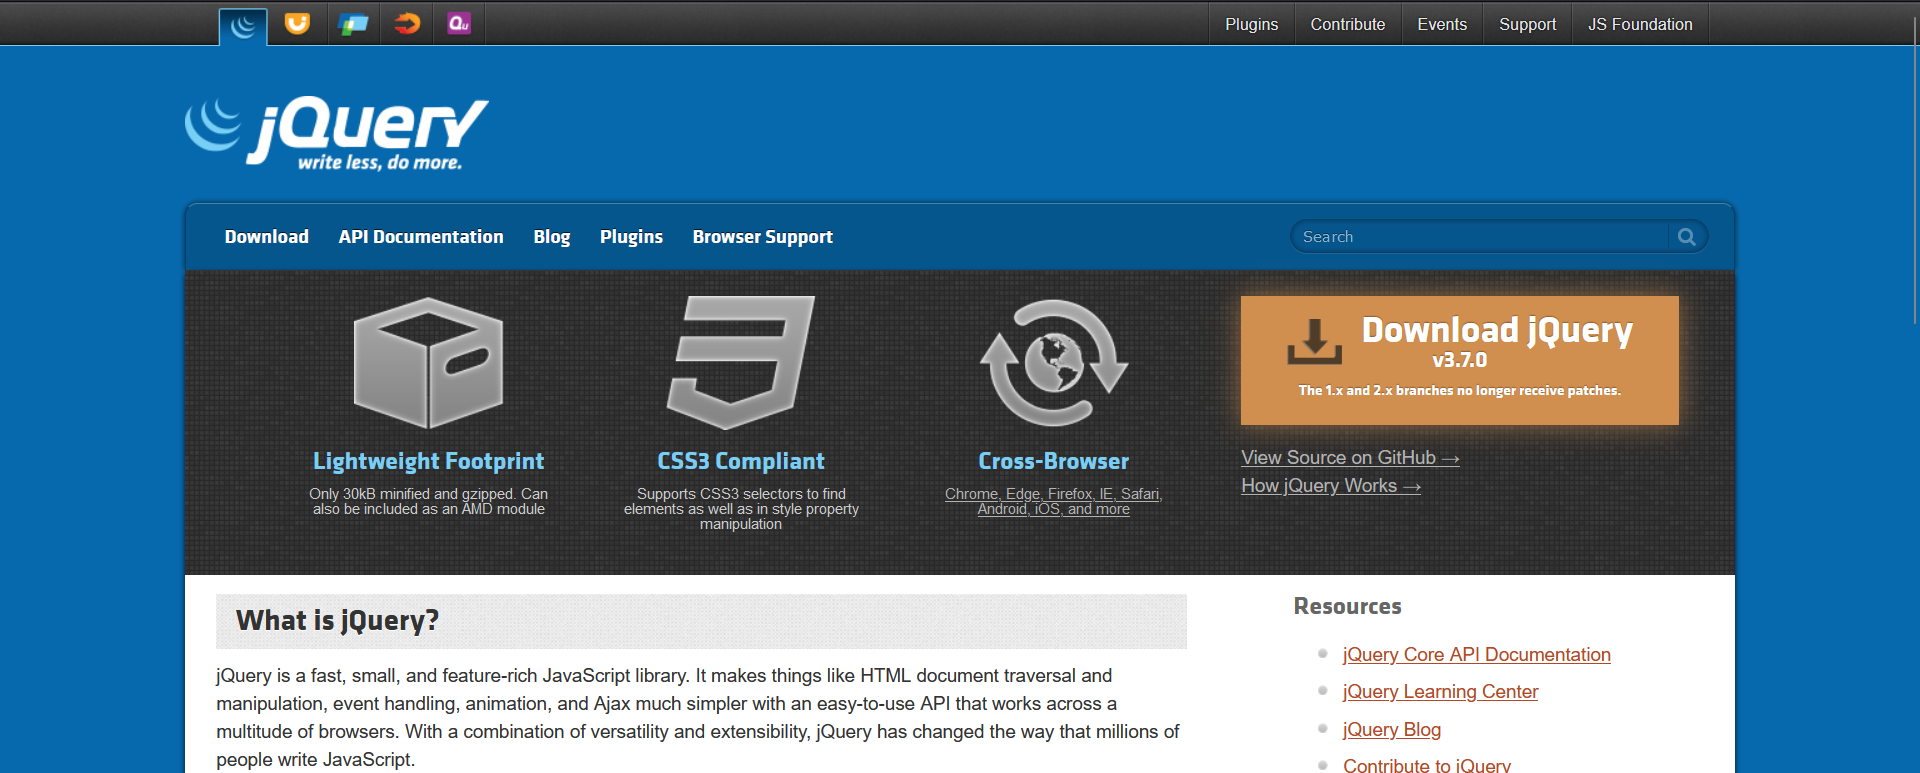 Qu
Plugins Contribute Events Support JS Foundation
jQuery
write less, do more.
Download API Documentation Blog Plugins Browser Support Search
Lightweight Footprint
Only 30kB minified and gzipped. Can
also be included as an AMD module
CSS3 Compliant
Supports CSS3 selectors to find
elements as well as in style property
manipulation
Cross-Browser
Chrome, Edge, Firefox, IE, Safari,
Android, iOS, and more
Download jQuery
v3.7.0
The 1.x and 2.x branches no longer receive patches.
View Source on GitHub →
How jQuery Works →
What is jQuery?
jQuery is a fast, small, and feature-rich JavaScript library. It makes things like HTML document traversal and
manipulation, event handling, animation, and Ajax much simpler with an easy-to-use API that works across a
multitude of browsers. With a combination of versatility and extensibility, jQuery has changed the way that millions of
people write JavaScript.
Resources
jQuery Core API Documentation
jQuery Learning Center
jQuery Blog
Contribute to jQuery